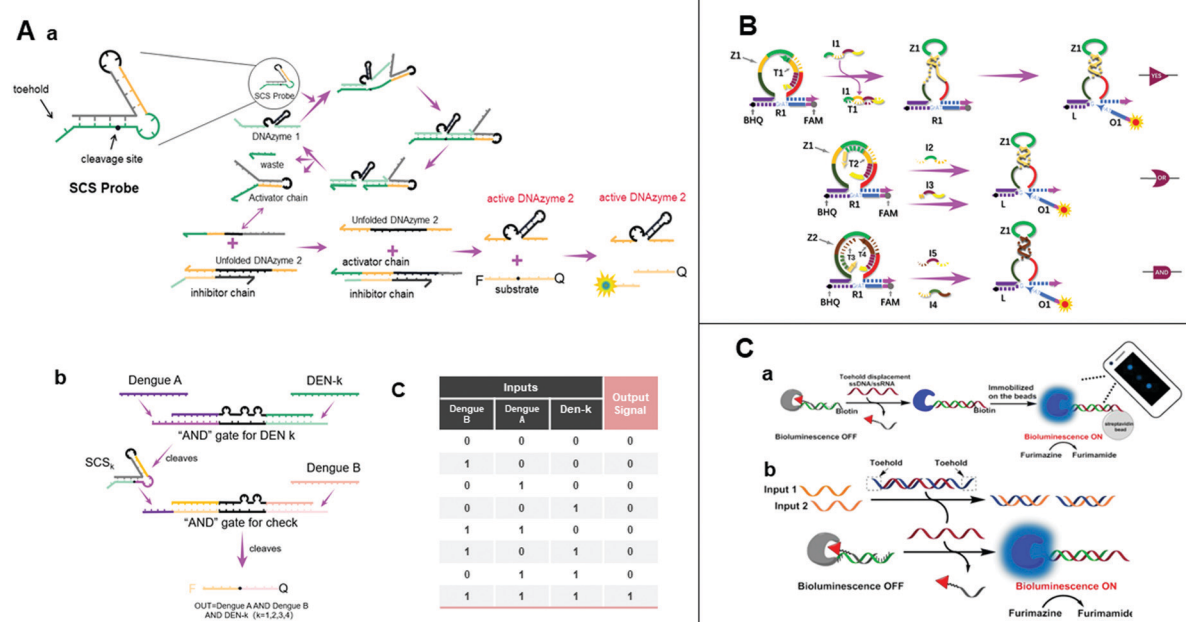 A a
toehold
cleavage site
SCS Probe
SCS Probe
DNAzyme 1
waste
Activator chain
Unfolded DNAzyme 2
inhibitor chain
Unfolded DNAzyme 2
activator chain
inhibitor chain
active DNAzyme 2
F Q
substrate
active DNAzyme 2
Q
b
Dengue A DEN-k
"AND" gate for DEN k
SCSk
cleaves
Dengue B
"AND" gate for check
cleaves
F Q
OUT=Dengue A AND Dengue B
AND DEN-k (k=1,2,3,4)
C
Inputs Output Signal
Dengue B Dengue A Den-k
0 0 0 0
1 0 0 0
0 1 0 0
0 0 1 0
1 1 0 0
1 0 1 0
0 1 1 0
1 1 1 1
B
Z1 I1 Z1 Z1 YES
T1
I1
T1
BHQ R1 FAM R1 L O1
Z1 I2 Z1 OR
T2
I3
BHQ R1 FAM L O1
Z2 I5 Z1 AND
T3 T4
I4
BHQ R1 FAM L O1
C
a
Toehold displacement
ssDNA/ssRNA
Biotin
Bioluminescence OFF
Biotin
Immobilized
on the beads
streptavidin
bead
Bioluminescence ON
Furimazine Furimamide
b
Toehold Toehold
Input 1
Input 2
Bioluminescence OFF
Bioluminescence ON
Furimazine Furimamide